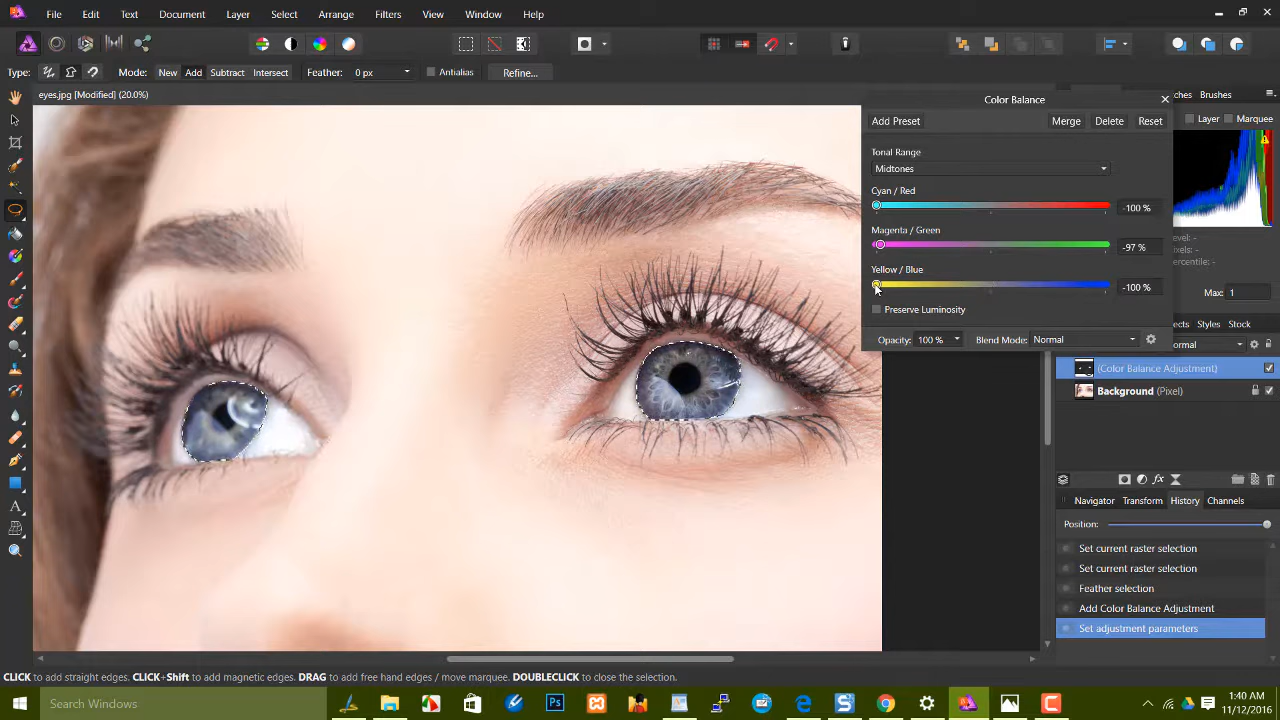 File Edit Text Document Layer Select Arrange Filters View Window Help
Type: Mode: New Add Subtract Intersect Feather: 0 px Antialias Refine...
eyes.jpg [Modified] (20.0%)
Color Balance
Brushes
Add Preset Merge Delete Reset
Layer Marquee
Tonal Range
Midtones
Cyan / Red
-100 %
Magenta / Green
-97 %
Yellow / Blue
-100 %
Max: 1
Preserve Luminosity
Styles Stock
Opacity: 100 % Blend Mode: Normal
(Color Balance Adjustment)
Background (Pixel)
Navigator Transform History Channels
Position:
Set current raster selection
Set current raster selection
Feather selection
Add Color Balance Adjustment
Set adjustment parameters
CLICK to add straight edges. CLICK+Shift to add magnetic edges. DRAG to add free hand edges / move marquee. DOUBLECLICK to close the selection.
Search Windows
Ps
1:40 AM
11/12/2016